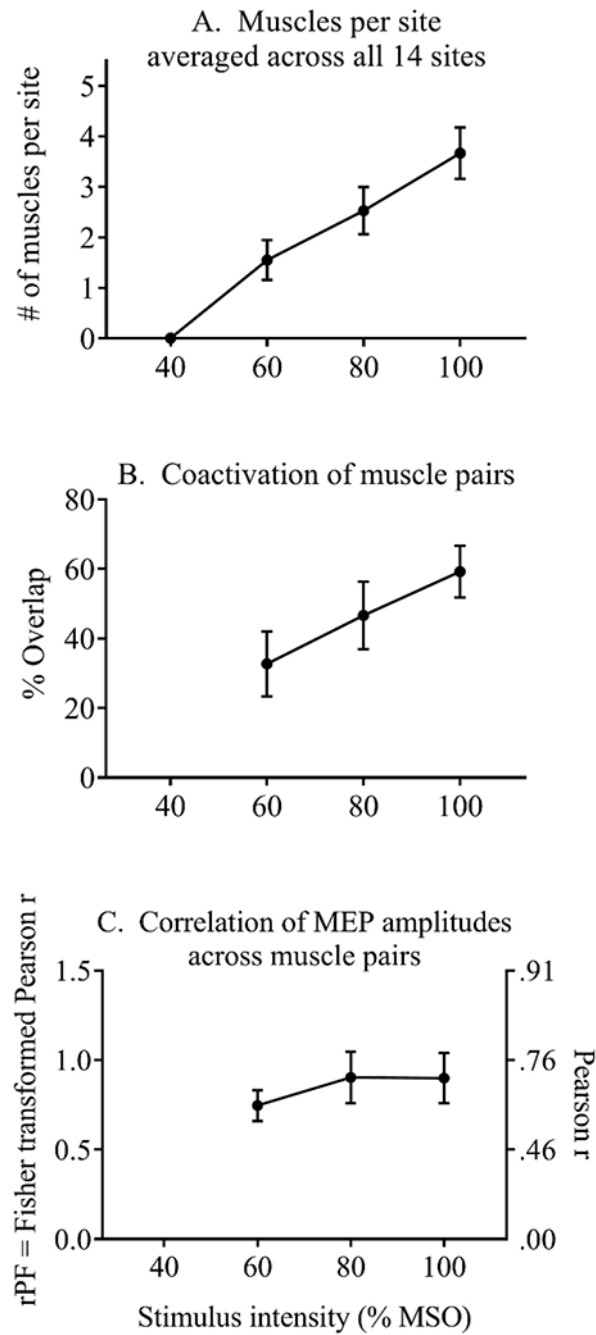 A. Muscles per site
averaged across all 14 sites
# of muscles per site
5
4
3
2
1
0
40 60 80 100
B. Coactivation of muscle pairs
% Overlap
80
60
40
20
0
40 60 80 100
C. Correlation of MEP amplitudes
across muscle pairs
rPF = Fisher transformed Pearson r
1.5
1.0
0.5
0.0
.91
.76
.46
.00
Pearson r
40 60 80 100
Stimulus intensity (% MSO)